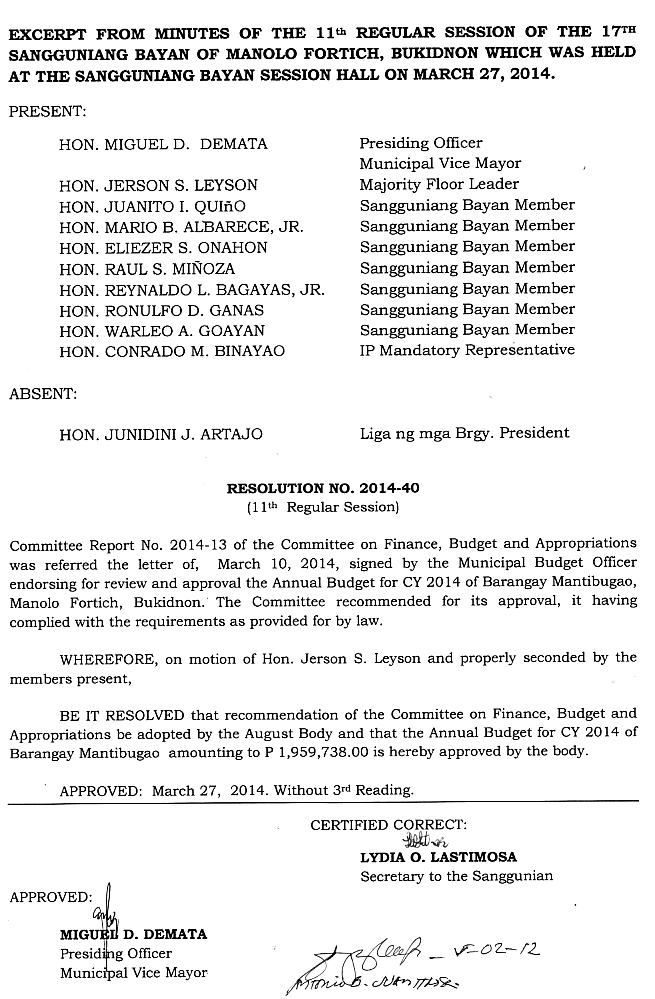 EXCERPT FROM MINUTES OF THE 11th REGULAR SESSION OF THE 17TH
SANGGUNIANG BAYAN OF MANOLO FORTICH, BUKIDNON WHICH WAS HELD
AT THE SANGGUNIANG BAYAN SESSION HALL ON MARCH 27, 2014.
PRESENT:
HON. MIGUEL D. DEMATA Presiding Officer
Municipal Vice Mayor
HON. JERSON S. LEYSON Majority Floor Leader
HON. JUANITO I. QUIñO Sangguniang Bayan Member
HON. MARIO B. ALBARECE, JR. Sangguniang Bayan Member
HON. ELIEZER S. ONAHON Sangguniang Bayan Member
HON. RAUL S. MIÑOZA Sangguniang Bayan Member
HON. REYNALDO L. BAGAYAS, JR. Sangguniang Bayan Member
HON. RONULFO D. GANAS Sangguniang Bayan Member
HON. WARLEO A. GOAYAN Sangguniang Bayan Member
HON. CONRADO M. BINAYAO IP Mandatory Representative
ABSENT:
HON. JUNIDINI J. ARTAJO Liga ng mga Brgy. President
RESOLUTION NO. 2014-40
(11th Regular Session)
Committee Report No. 2014-13 of the Committee on Finance, Budget and Appropriations
was referred the letter of, March 10, 2014, signed by the Municipal Budget Officer
endorsing for review and approval the Annual Budget for CY 2014 of Barangay Mantibugao,
Manolo Fortich, Bukidnon. The Committee recommended for its approval, it having
complied with the requirements as provided for by law.
WHEREFORE, on motion of Hon. Jerson S. Leyson and properly seconded by the
members present,
BE IT RESOLVED that recommendation of the Committee on Finance, Budget and
Appropriations be adopted by the August Body and that the Annual Budget for CY 2014 of
Barangay Mantibugao amounting to P 1,959,738.00 is hereby approved by the body.
APPROVED: March 27, 2014. Without 3rd Reading.
CERTIFIED CORRECT:
LYDIA O. LASTIMOSA
Secretary to the Sanggunian
APPROVED:
MIGUEL D. DEMATA
Presiding Officer
Municipal Vice Mayor